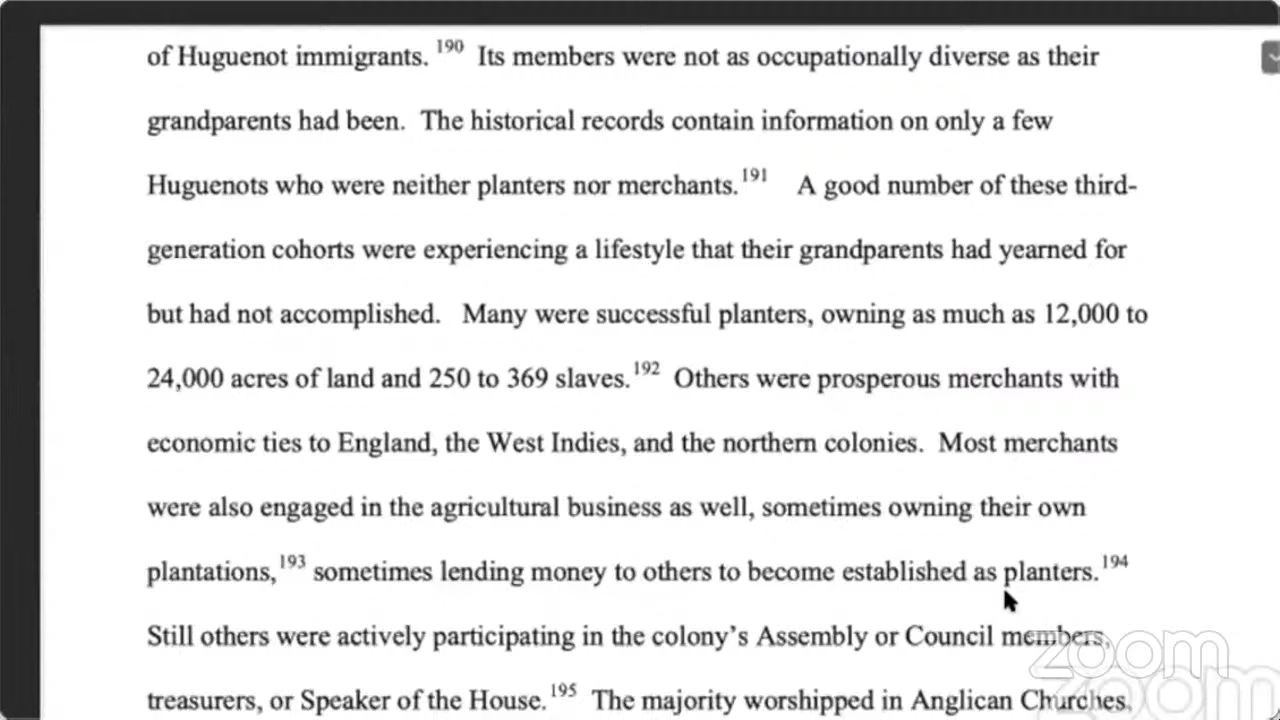 of Huguenot immigrants. 190 Its members were not as occupationally diverse as their
grandparents had been. The historical records contain information on only a few
Huguenots who were neither planters nor merchants. 191 A good number of these third-
generation cohorts were experiencing a lifestyle that their grandparents had yearned for
but had not accomplished. Many were successful planters, owning as much as 12,000 to
24,000 acres of land and 250 to 369 slaves. 192 Others were prosperous merchants with
economic ties to England, the West Indies, and the northern colonies. Most merchants
were also engaged in the agricultural business as well, sometimes owning their own
plantations, 193 sometimes lending money to others to become established as planters. 194
Still others were actively participating in the colony’s Assembly or Council members,
treasurers, or Speaker of the House. 195 The majority worshipped in Anglican Churches,
zoom
zoom